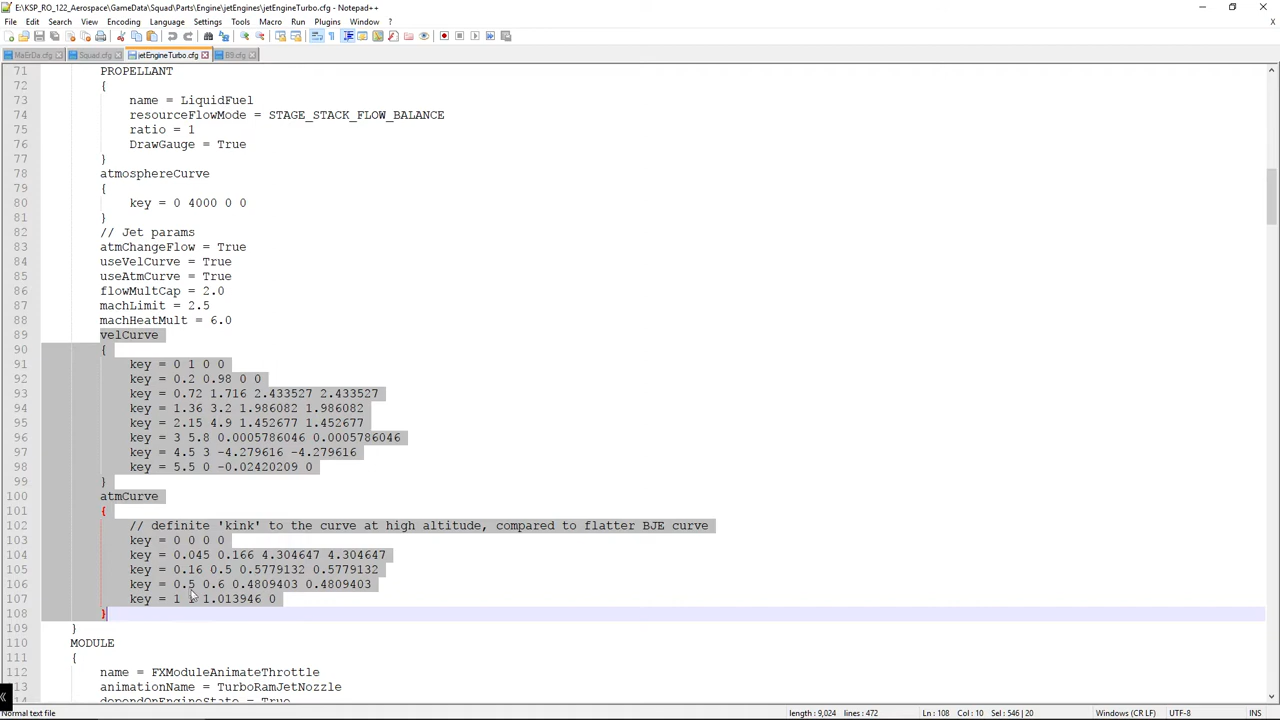 E:\KSP_RO_122_Aerospace\GameData\Squad\Parts\Engine\jetEngines\jetEngineTurbo.cfg - Notepad++
File Edit Search View Encoding Language Settings Tools Macro Run Plugins Window ?
MaErDa.cfg Squad.cfg jetEngineTurbo.cfg B9.cfg
71 PROPELLANT
72 {
73 name = LiquidFuel
74 resourceFlowMode = STAGE_STACK_FLOW_BALANCE
75 ratio = 1
76 DrawGauge = True
77 }
78 atmosphereCurve
79 {
80 key = 0 4000 0 0
81 }
82 // Jet params
83 atmChangeFlow = True
84 useVelCurve = True
85 useAtmCurve = True
86 flowMultCap = 2.0
87 machLimit = 2.5
88 machHeatMult = 6.0
89 velCurve
90 {
91 key = 0 1 0 0
92 key = 0.2 0.98 0 0
93 key = 0.72 1.716 2.433527 2.433527
94 key = 1.36 3.2 1.986082 1.986082
95 key = 2.15 4.9 1.452677 1.452677
96 key = 3 5.8 0.0005786046 0.0005786046
97 key = 4.5 3 -4.279616 -4.279616
98 key = 5.5 0 -0.02420209 0
99 }
100 atmCurve
101 {
102 // definite 'kink' to the curve at high altitude, compared to flatter BJE curve
103 key = 0 0 0 0
104 key = 0.045 0.166 4.304647 4.304647
105 key = 0.16 0.5 0.5779132 0.5779132
106 key = 0.5 0.6 0.4809403 0.4809403
107 key = 1 1.013946 0
108 }
109 }
110 MODULE
111 {
112 name = FXModuleAnimateThrottle
113 animationName = TurboRamJetNozzle
114 dependOnEngineState = True
Normal text file length : 9,024 lines : 472 Ln : 108 Col : 10 Sel : 546 | 20 Windows (CR LF) UTF-8 INS